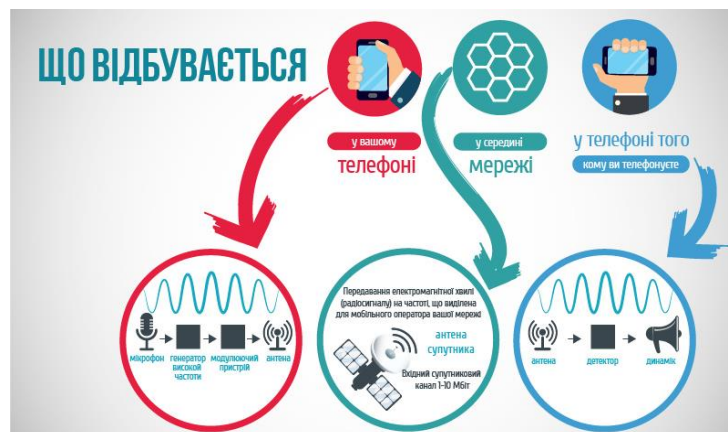 ЩО ВІДБУВАЄТЬСЯ
у вашому
телефоні
у середині
мережі
у телефоні того
кому ви телефонуєте
мікрофон
генератор
високої
частоти
модулюючий
пристрій
антена
Передавання електромагнітної хвилі
(радіосигналу) на частоті, що виділена
для мобільного оператора вашої мережі
антена
супутника
Вхідний супутниковий
канал 1-10 Мбіт
антена
детектор
динамік